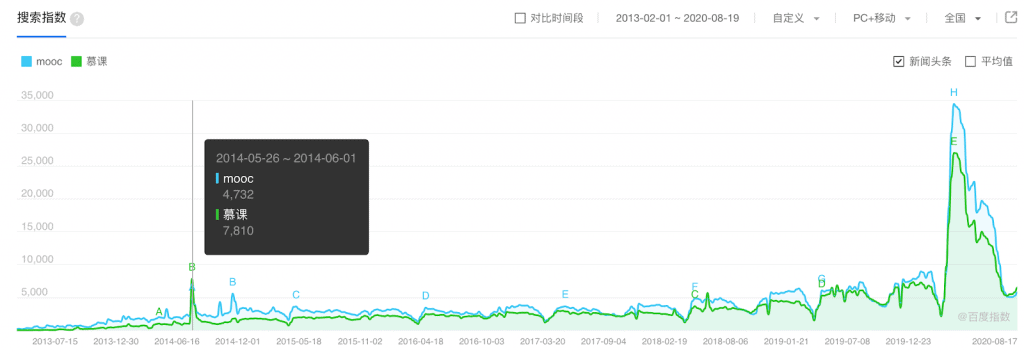 搜索指数 ?
对比时间段 2013-02-01 ~ 2020-08-19 自定义 PC+移动 全国
mooc 慕课
新闻头条 平均值
35,000
30,000
25,000
20,000
15,000
10,000
5,000
H
E
2014-05-26 ~ 2014-06-01
mooc
4,732
慕课
7,810
B
B
A
C
D
E
F
C
G
D
@百度指数
2013-07-15 2013-12-30 2014-06-16 2014-12-01 2015-05-18 2015-11-02 2016-04-18 2016-10-03 2017-03-20 2017-09-04 2018-02-19 2018-08-06 2019-01-21 2019-07-08 2019-12-23 2020-08-17